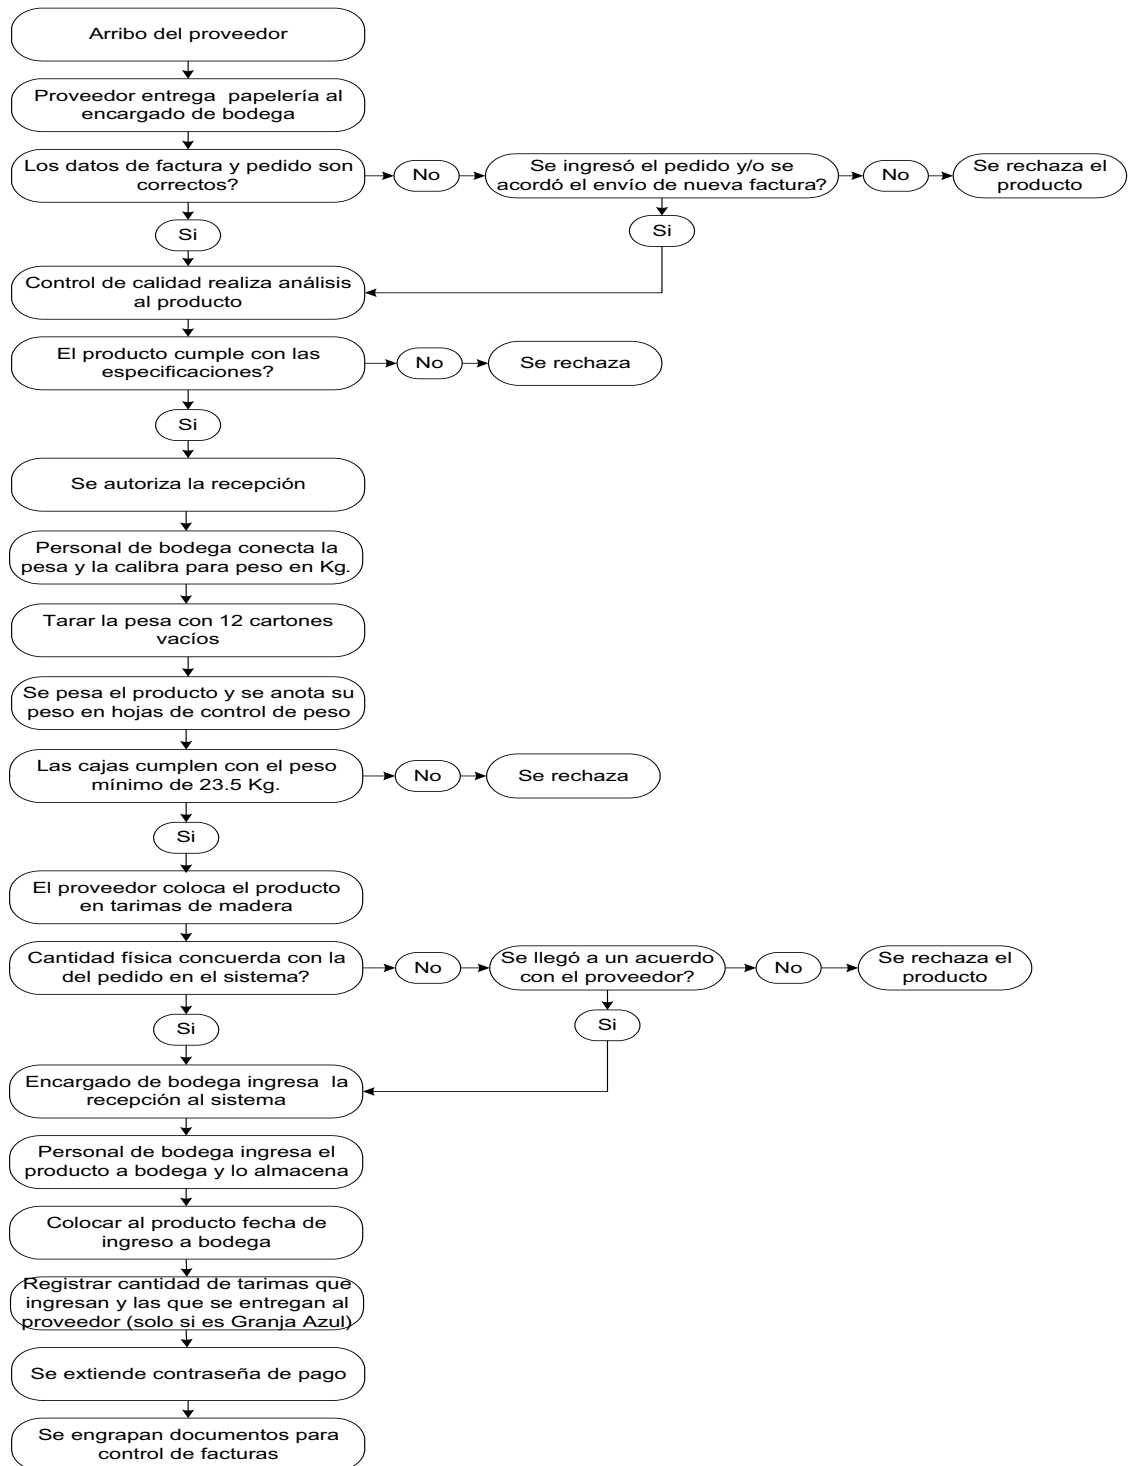 Arribo del proveedor
Proveedor entrega papelería al
encargado de bodega
Los datos de factura y pedido son
correctos?
No
Se ingresó el pedido y/o se
acordó el envío de nueva factura?
No
Se rechaza el
producto
Si
Si
Control de calidad realiza análisis
al producto
El producto cumple con las
especificaciones?
No
Se rechaza
Si
Se autoriza la recepción
Personal de bodega conecta la
pesa y la calibra para peso en Kg.
Tarar la pesa con 12 cartones
vacíos
Se pesa el producto y se anota su
peso en hojas de control de peso
Las cajas cumplen con el peso
mínimo de 23.5 Kg.
No
Se rechaza
Si
El proveedor coloca el producto
en tarimas de madera
Cantidad física concuerda con la
del pedido en el sistema?
No
Se llegó a un acuerdo
con el proveedor?
No
Se rechaza el
producto
Si
Si
Encargado de bodega ingresa la
recepción al sistema
Personal de bodega ingresa el
producto a bodega y lo almacena
Colocar al producto fecha de
ingreso a bodega
Registrar cantidad de tarimas que
ingresan y las que se entregan al
proveedor (solo si es Granja Azul)
Se extiende contraseña de pago
Se engrapan documentos para
control de facturas